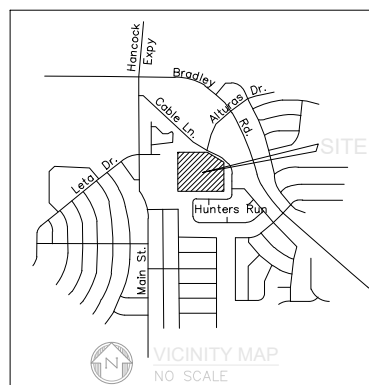 Hancock
Expy
Bradley
Rd.
Alturas Dr.
Cable Ln.
SITE
Leta Dr.
Hunters Run
Main St.
N
VICINITY MAP
NO SCALE